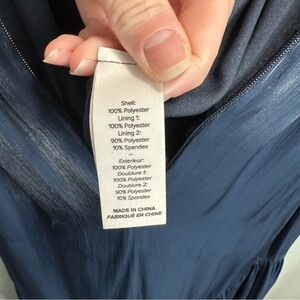 Shell:
100% Polyester
Lining 1:
100% Polyester
Lining 2:
90% Polyester
10% Spandex
–
Exterieur:
100% Polyester
Doublure 1:
100% Polyester
Doublure 2:
90% Polyester
10% Spandex
MADE IN CHINA
FABRIQUÉ EN CHINE